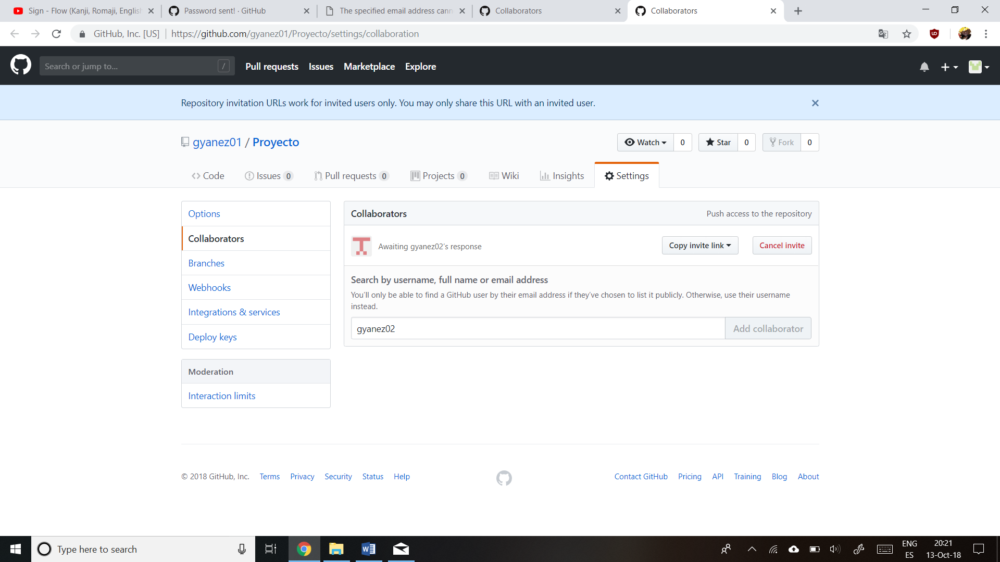 Sign - Flow (Kanji, Romaji, English
Password sent! · GitHub
The specified email address cann
Collaborators
Collaborators
GitHub, Inc. [US]
https://github.com/gyanez01/Proyecto/settings/collaboration
Search or jump to... /
Pull requests Issues Marketplace Explore
Repository invitation URLs work for invited users only. You may only share this URL with an invited user.
gyanez01 / Proyecto
Watch 0 Star 0 Fork 0
Code Issues 0 Pull requests 0 Projects 0 Wiki Insights Settings
Options
Collaborators
Branches
Webhooks
Integrations & services
Deploy keys
Moderation
Interaction limits
Collaborators Push access to the repository
Awaiting gyanez02's response Copy invite link Cancel invite
Search by username, full name or email address
You'll only be able to find a GitHub user by their email address if they've chosen to list it publicly. Otherwise, use their username
instead.
gyanez02 Add collaborator
© 2018 GitHub, Inc. Terms Privacy Security Status Help
Contact GitHub Pricing API Training Blog About
Type here to search
ENG
ES
20:21
13-Oct-18